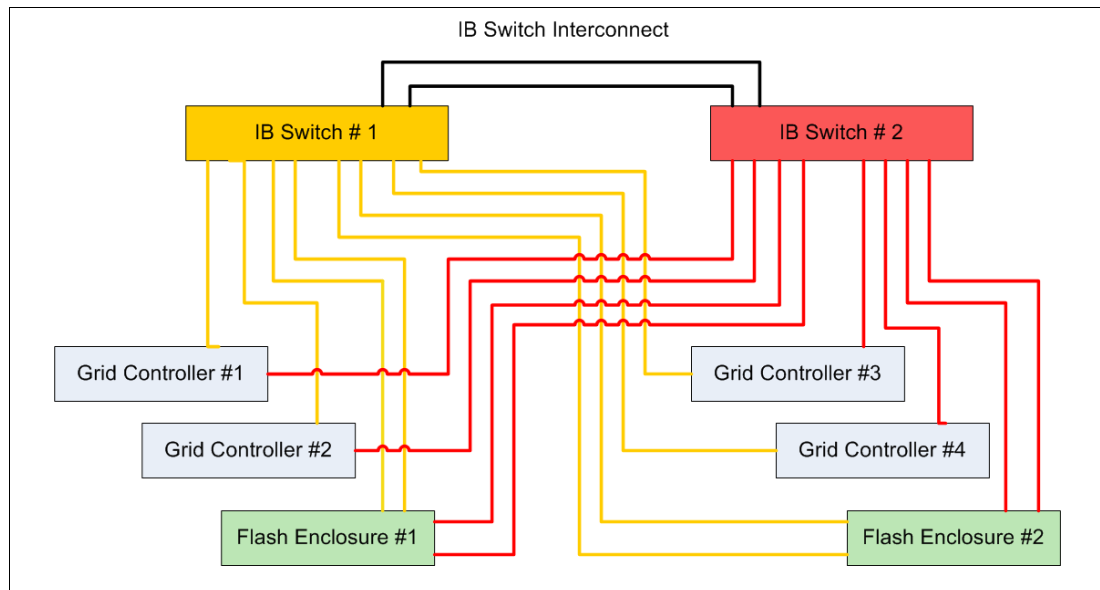 IB Switch Interconnect
IB Switch # 1
IB Switch # 2
Grid Controller #1
Grid Controller #3
Grid Controller #2
Grid Controller #4
Flash Enclosure #1
Flash Enclosure #2